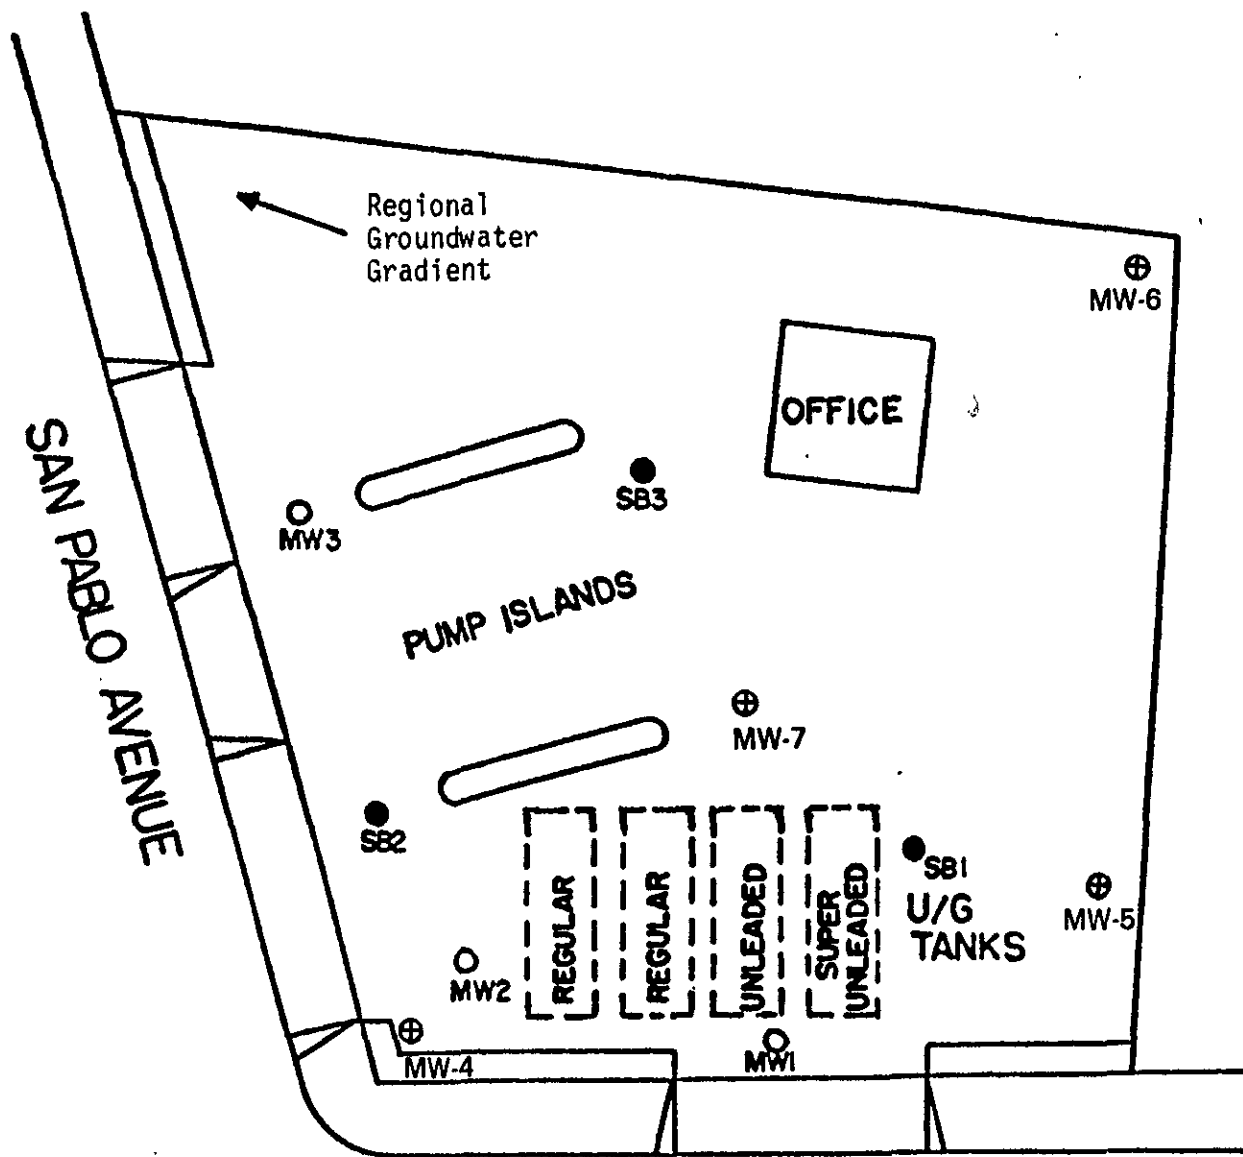 Regional
Groundwater
Gradient
MW-6
OFFICE
SAN PABLO AVENUE
SB3
MW3
PUMP ISLANDS
MW-7
SB2
SB1
U/G
TANKS
MW-5
REGULAR
REGULAR
UNLEADED
SUPER
UNLEADED
MW2
MW-4
MW1